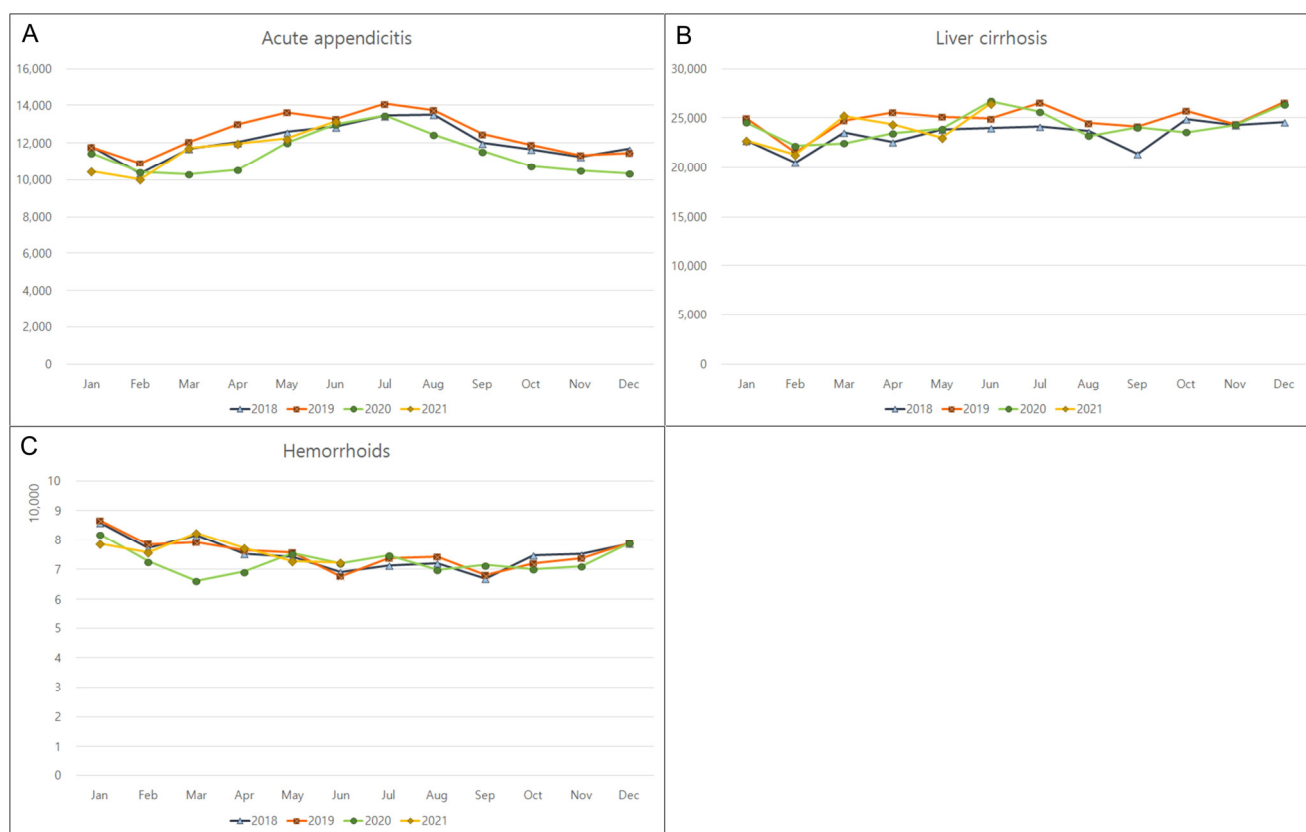 A
Acute appendicitis
16,000
14,000
12,000
10,000
8,000
6,000
4,000
2,000
0
Jan Feb Mar Apr May Jun Jul Aug Sep Oct Nov Dec
2018 2019 2020 2021
B
Liver cirrhosis
30,000
25,000
20,000
15,000
10,000
5,000
0
Jan Feb Mar Apr May Jun Jul Aug Sep Oct Nov Dec
2018 2019 2020 2021
C
Hemorrhoids
10,000
10
9
8
7
6
5
4
3
2
1
0
Jan Feb Mar Apr May Jun Jul Aug Sep Oct Nov Dec
2018 2019 2020 2021